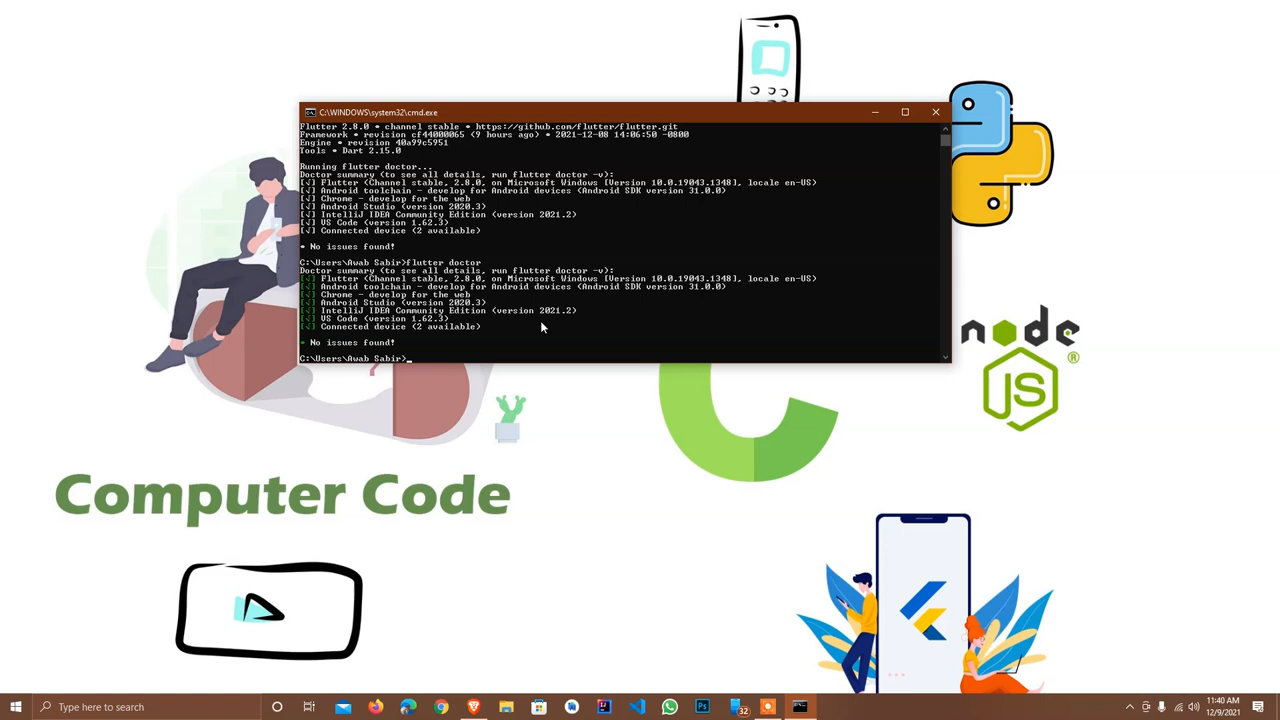 C:\WINDOWS\system32\cmd.exe
Flutter 2.8.0 • channel stable • https://github.com/flutter/flutter.git
Framework • revision cf44000065 (9 hours ago) • 2021-12-08 14:06:50 -0800
Engine • revision 40a99c5951
Tools • Dart 2.15.0
Running flutter doctor...
Doctor summary (to see all details, run flutter doctor -v):
[√] Flutter (Channel stable, 2.8.0, on Microsoft Windows [Version 10.0.19043.1348], locale en-US)
[√] Android toolchain - develop for Android devices (Android SDK version 31.0.0)
[√] Chrome - develop for the web
[√] Android Studio (version 2020.3)
[√] IntelliJ IDEA Community Edition (version 2021.2)
[√] VS Code (version 1.62.3)
[√] Connected device (2 available)
• No issues found!
C:\Users\Awab Sabir>flutter doctor
Doctor summary (to see all details, run flutter doctor -v):
[√] Flutter (Channel stable, 2.8.0, on Microsoft Windows [Version 10.0.19043.1348], locale en-US)
[√] Android toolchain - develop for Android devices (Android SDK version 31.0.0)
[√] Chrome - develop for the web
[√] Android Studio (version 2020.3)
[√] IntelliJ IDEA Community Edition (version 2021.2)
[√] VS Code (version 1.62.3)
[√] Connected device (2 available)
• No issues found!
C:\Users\Awab Sabir>_
node
JS
®
Computer Code
Type here to search
32
11:40 AM
12/9/2021